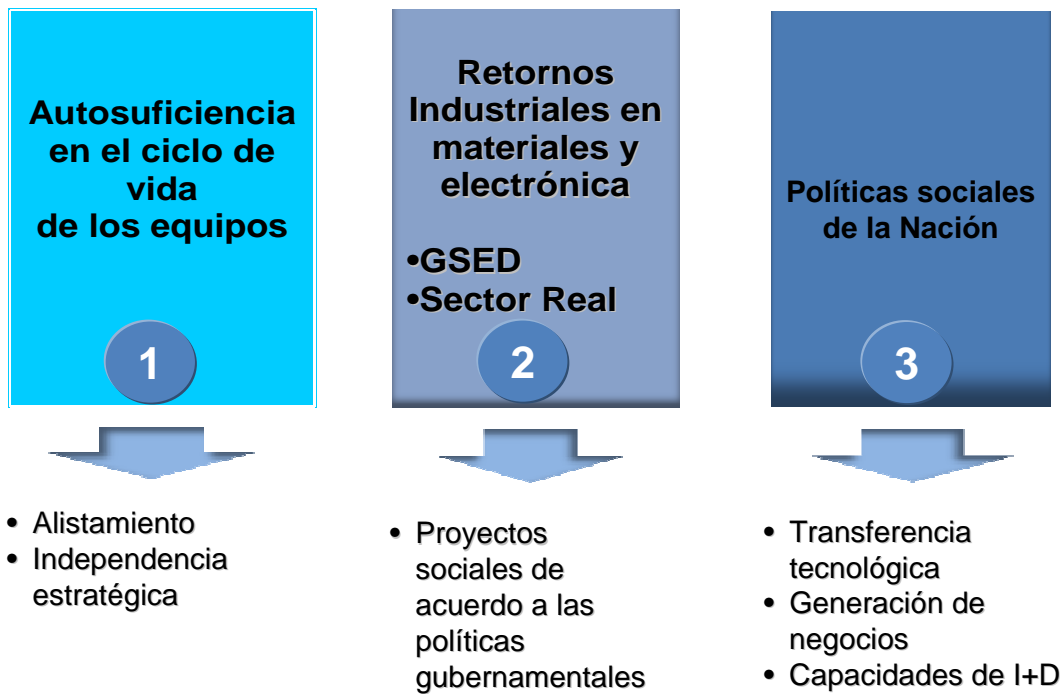 Autosuficiencia
en el ciclo de
vida
de los equipos
1
• Alistamiento
• Independencia
estratégica
Retornos
Industriales en
materiales y
electrónica
•GSED
•Sector Real
2
• Proyectos
sociales de
acuerdo a las
políticas
gubernamentales
Políticas sociales
de la Nación
3
• Transferencia
tecnológica
• Generación de
negocios
• Capacidades de I+D